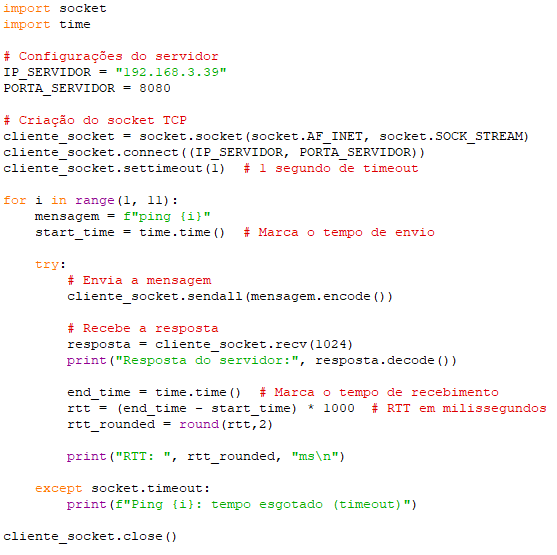 import socket
import time

# Configurações do servidor
IP_SERVIDOR = "192.168.3.39"
PORTA_SERVIDOR = 8080

# Criação do socket TCP
cliente_socket = socket.socket(socket.AF_INET, socket.SOCK_STREAM)
cliente_socket.connect((IP_SERVIDOR, PORTA_SERVIDOR))
cliente_socket.settimeout(1)  # 1 segundo de timeout

for i in range(1, 11):
    mensagem = f"ping {i}"
    start_time = time.time()  # Marca o tempo de envio

    try:
        # Envia a mensagem
        cliente_socket.sendall(mensagem.encode())

        # Recebe a resposta
        resposta = cliente_socket.recv(1024)
        print("Resposta do servidor:", resposta.decode())

        end_time = time.time()  # Marca o tempo de recebimento
        rtt = (end_time - start_time) * 1000  # RTT em milissegundos
        rtt_rounded = round(rtt,2)

        print("RTT: ", rtt_rounded, "ms\n")

    except socket.timeout:
        print(f"Ping {i}: tempo esgotado (timeout)")

cliente_socket.close()